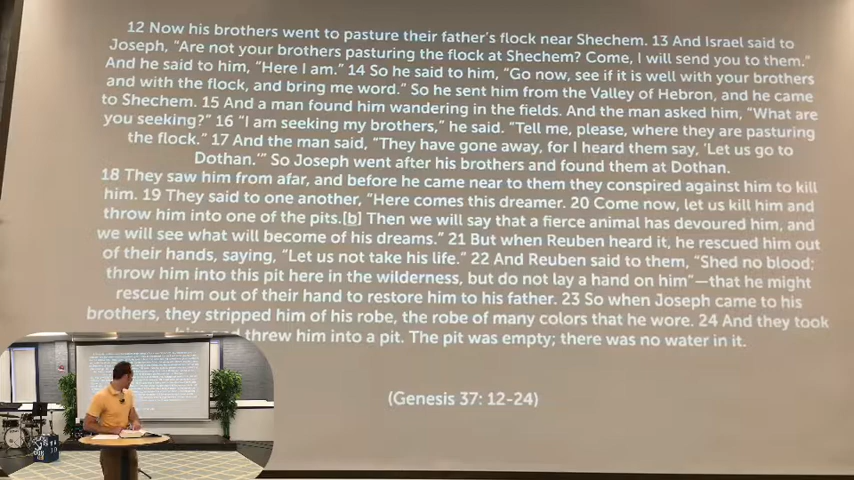 12 Now his brothers went to pasture their father's flock near Shechem. 13 And Israel said to
Joseph, "Are not your brothers pasturing the flock at Shechem? Come, I will send you to them."
And he said to him, "Here I am." 14 So he said to him, "Go now, see if it is well with your brothers
and with the flock, and bring me word." So he sent him from the Valley of Hebron, and he came
to Shechem. 15 And a man found him wandering in the fields. And the man asked him, "What are
you seeking?" 16 "I am seeking my brothers," he said. "Tell me, please, where they are pasturing
the flock." 17 And the man said, "They have gone away, for I heard them say, 'Let us go to
Dothan.'" So Joseph went after his brothers and found them at Dothan.
18 They saw him from afar, and before he came near to them they conspired against him to kill
him. 19 They said to one another, "Here comes this dreamer. 20 Come now, let us kill him and
throw him into one of the pits.[b] Then we will say that a fierce animal has devoured him, and
we will see what will become of his dreams." 21 But when Reuben heard it, he rescued him out
of their hands, saying, "Let us not take his life." 22 And Reuben said to them, "Shed no blood;
throw him into this pit here in the wilderness, but do not lay a hand on him"—that he might
rescue him out of their hand to restore him to his father. 23 So when Joseph came to his
brothers, they stripped him of his robe, the robe of many colors that he wore. 24 And they took
threw him into a pit. The pit was empty; there was no water in it.
(Genesis 37: 12-24)